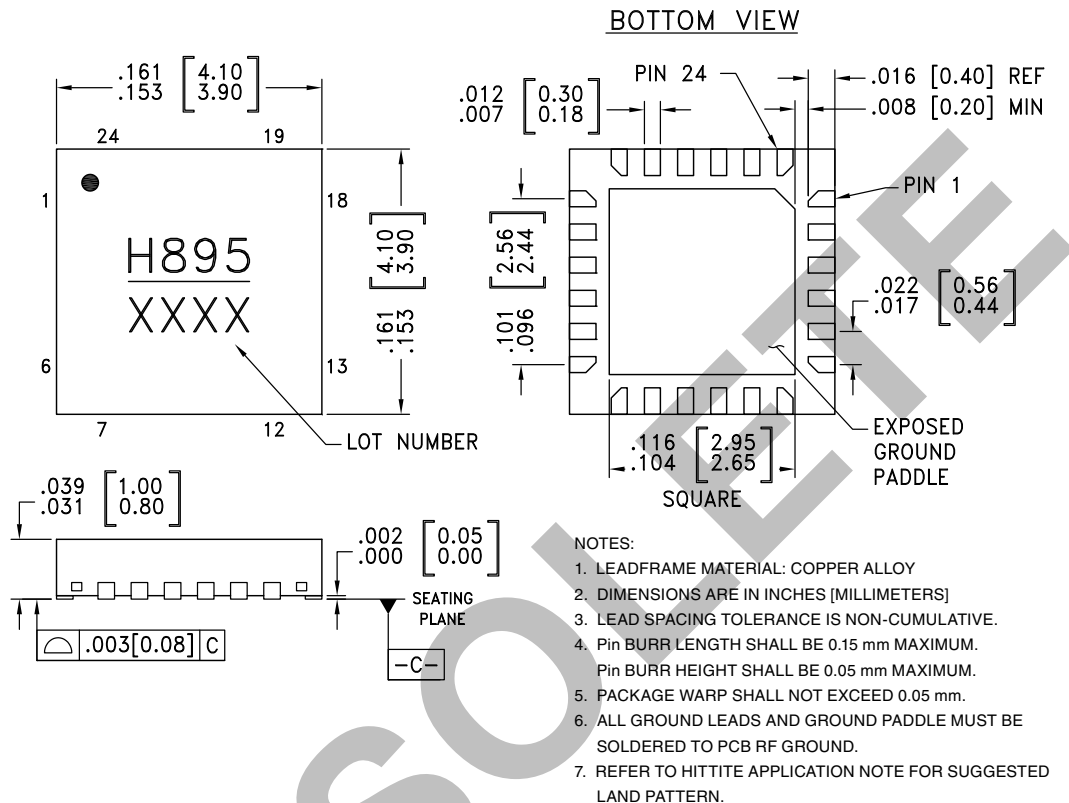 BOTTOM VIEW
.161 [4.10]
.153 [3.90]
24
19
1
18
H895
XXXX
6
13
7
12
LOT NUMBER
[4.10]
[3.90]
.161
.153
PIN 24
.012 [0.30]
.007 [0.18]
.016 [0.40] REF
.008 [0.20] MIN
PIN 1
[2.56]
[2.44]
.101
.096
.022 [0.56]
.017 [0.44]
.116 [2.95]
.104 [2.65]
SQUARE
EXPOSED
GROUND
PADDLE
.039 [1.00]
.031 [0.80]
.002 [0.05]
.000 [0.00]
SEATING
PLANE
.003[0.08] C
-C-
NOTES:
1. LEADFRAME MATERIAL: COPPER ALLOY
2. DIMENSIONS ARE IN INCHES [MILLIMETERS]
3. LEAD SPACING TOLERANCE IS NON-CUMULATIVE.
4. Pin BURR LENGTH SHALL BE 0.15 mm MAXIMUM.
Pin BURR HEIGHT SHALL BE 0.05 mm MAXIMUM.
5. PACKAGE WARP SHALL NOT EXCEED 0.05 mm.
6. ALL GROUND LEADS AND GROUND PADDLE MUST BE
SOLDERED TO PCB RF GROUND.
7. REFER TO HITTITE APPLICATION NOTE FOR SUGGESTED
LAND PATTERN.
SOLETE